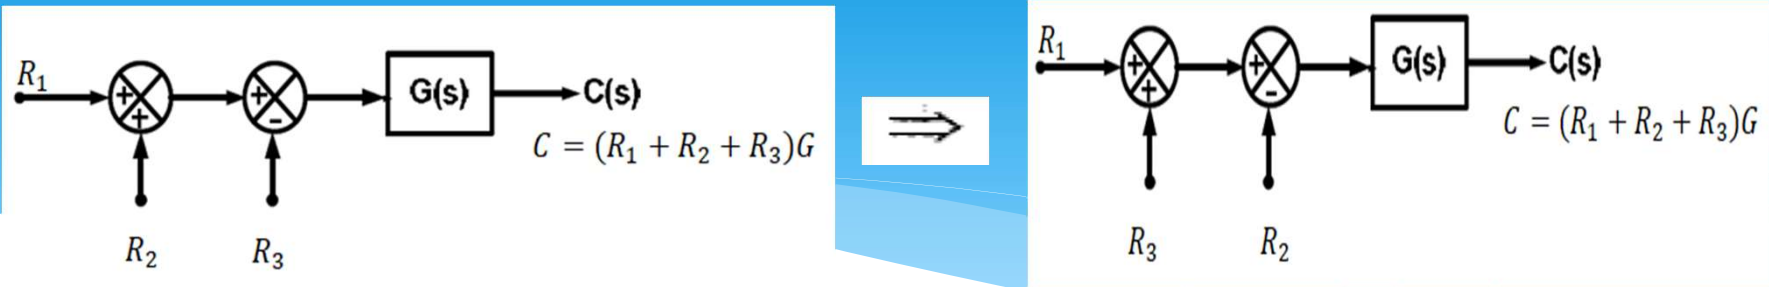 R₁
+
+
+
-
G(s)
C(s)
C = (R₁ + R₂ + R₃)G
R₂
R₃
R₁
+
+
+
-
G(s)
C(s)
C = (R₁ + R₂ + R₃)G
R₃
R₂